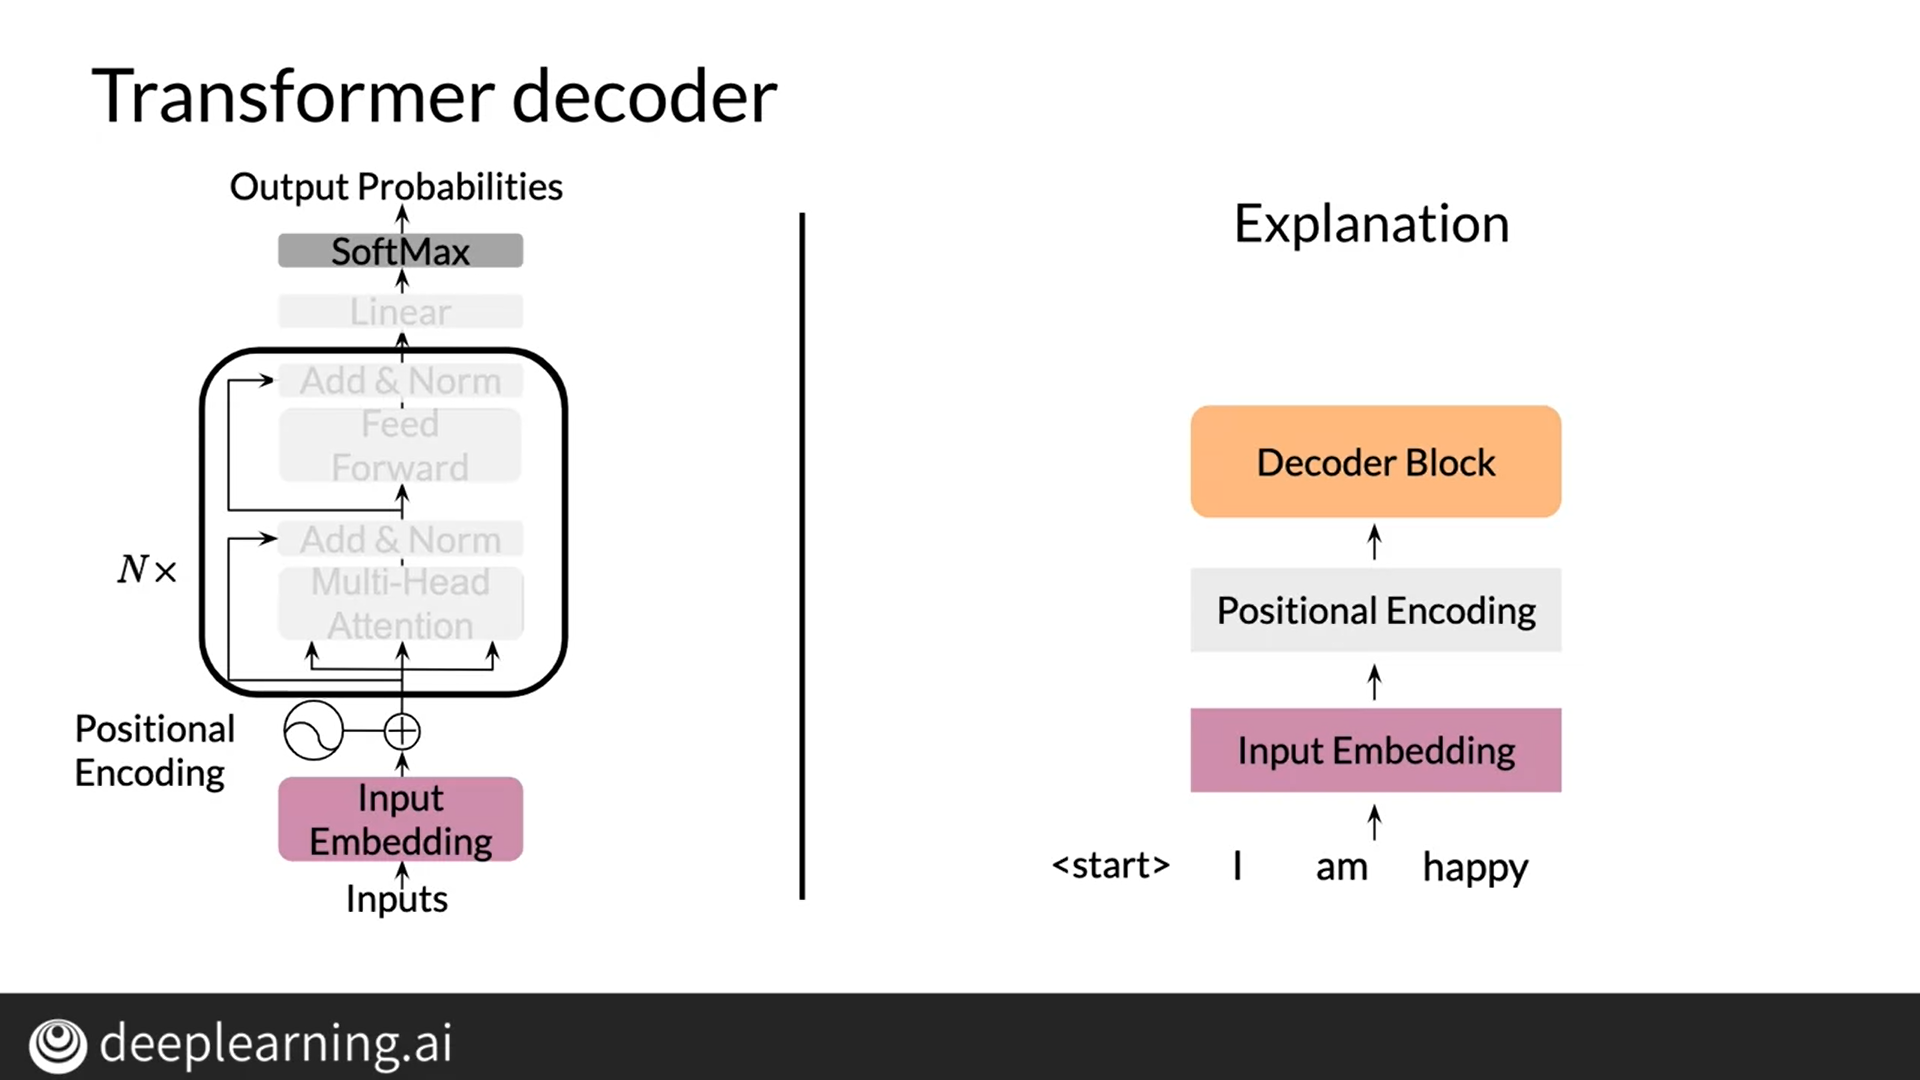 Transformer decoder
Output Probabilities
SoftMax
Linear
Add & Norm
Feed
Forward
Add & Norm
Multi-Head
Attention
N×
Positional
Encoding
Input
Embedding
Inputs
Explanation
Decoder Block
Positional Encoding
Input Embedding
<start> I am happy
deeplearning.ai